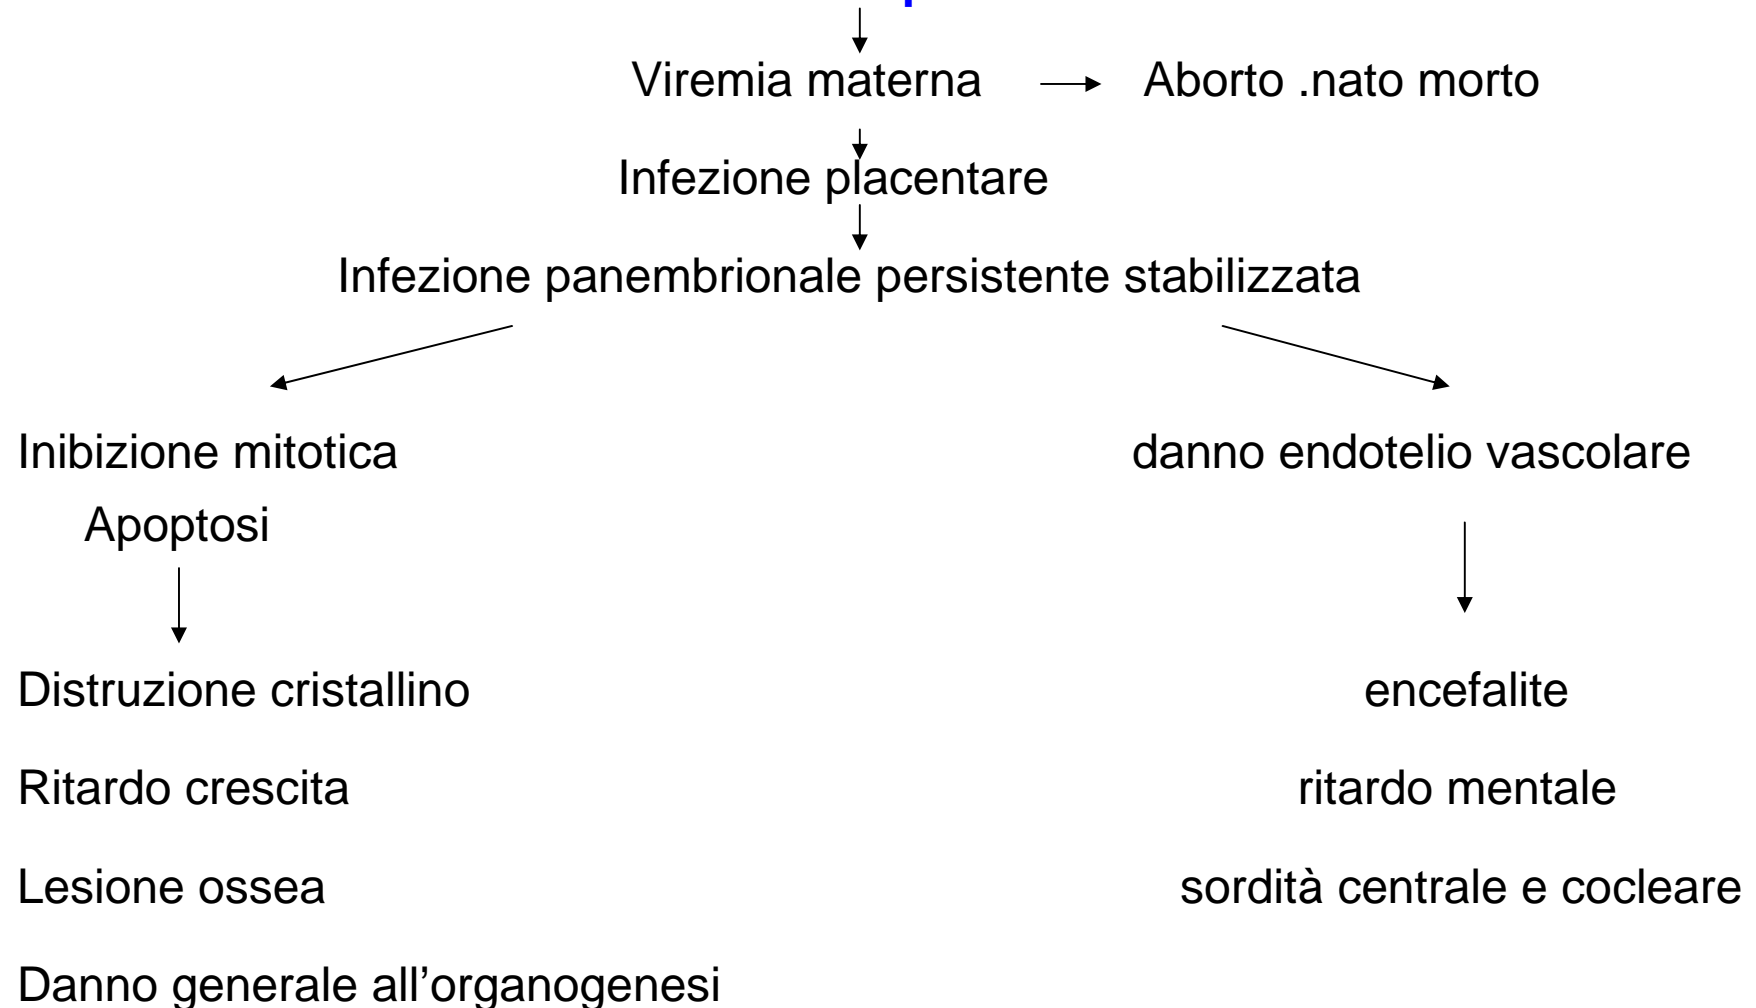 Viremia materna Aborto .nato morto
Infezione placentare
Infezione panembrionale persistente stabilizzata
Inibizione mitotica danno endotelio vascolare
Apoptosi
Distruzione cristallino encefalite
Ritardo crescita ritardo mentale
Lesione ossea sordità centrale e cocleare
Danno generale all’organogenesi